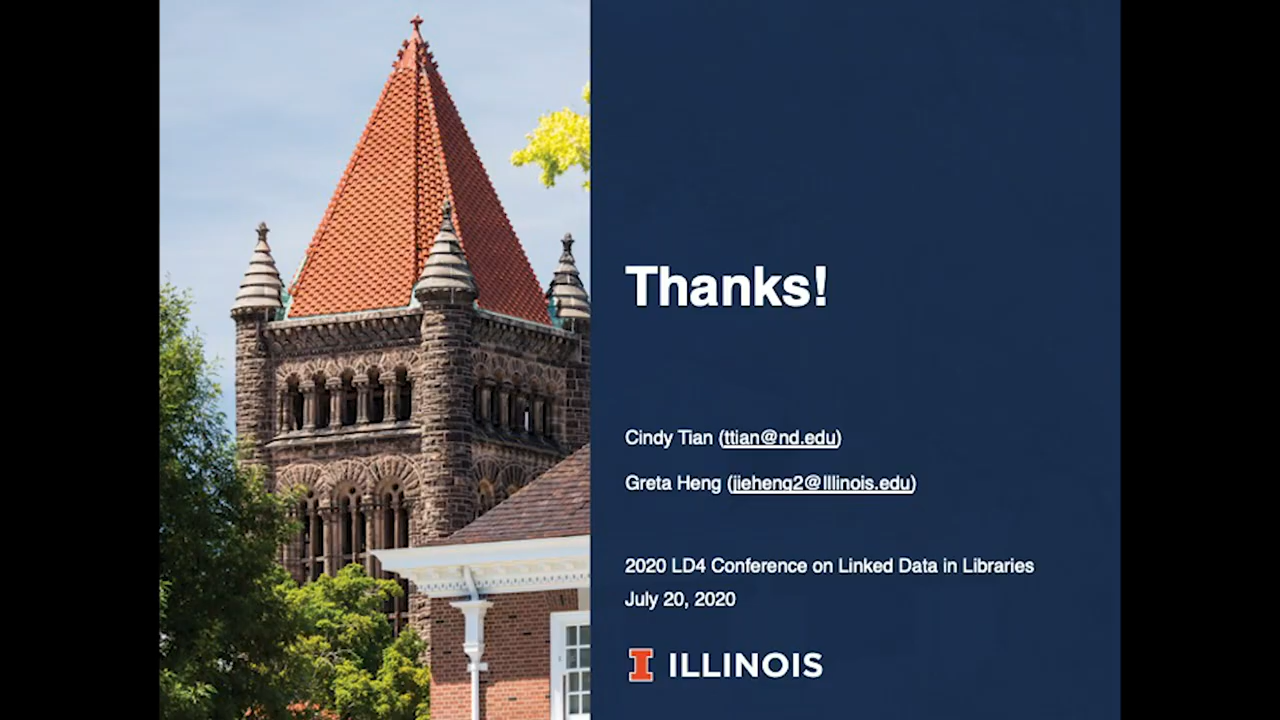 Thanks!
Cindy Tian (ttian@nd.edu)
Greta Heng (jieheng2@Illinois.edu)
2020 LD4 Conference on Linked Data in Libraries
July 20, 2020
I ILLINOIS